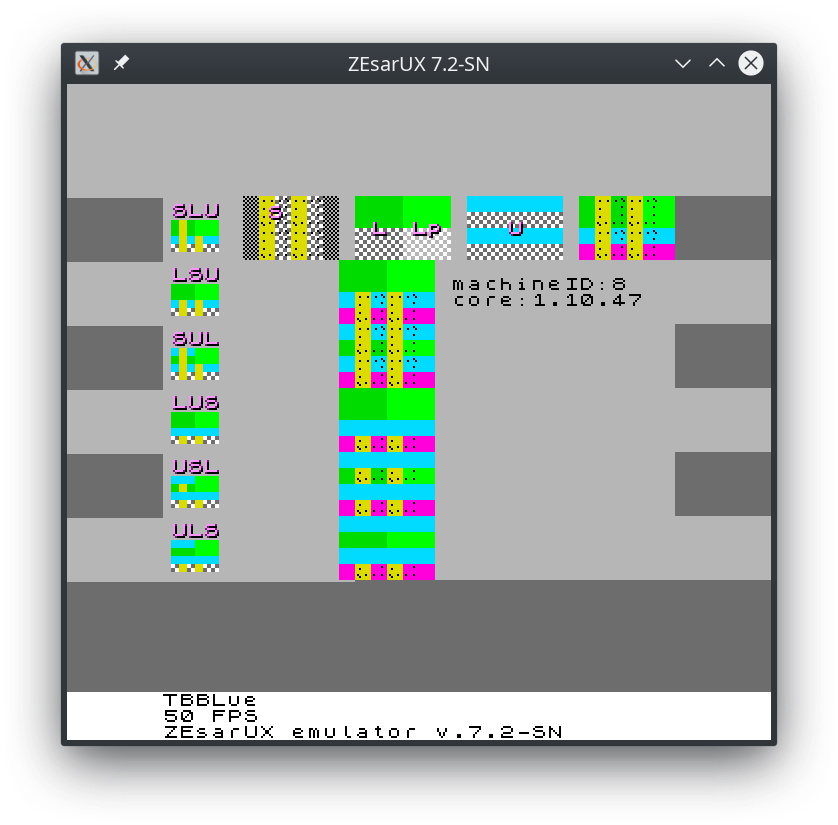 ZEsarUX 7.2-SN
SLU
S
L
Lp
U
LSU
machineID:8
core:1.10.47
SUL
LUS
USL
ULS
TBBLue
50 FPS
ZEsarUX emulator v.7.2-SN